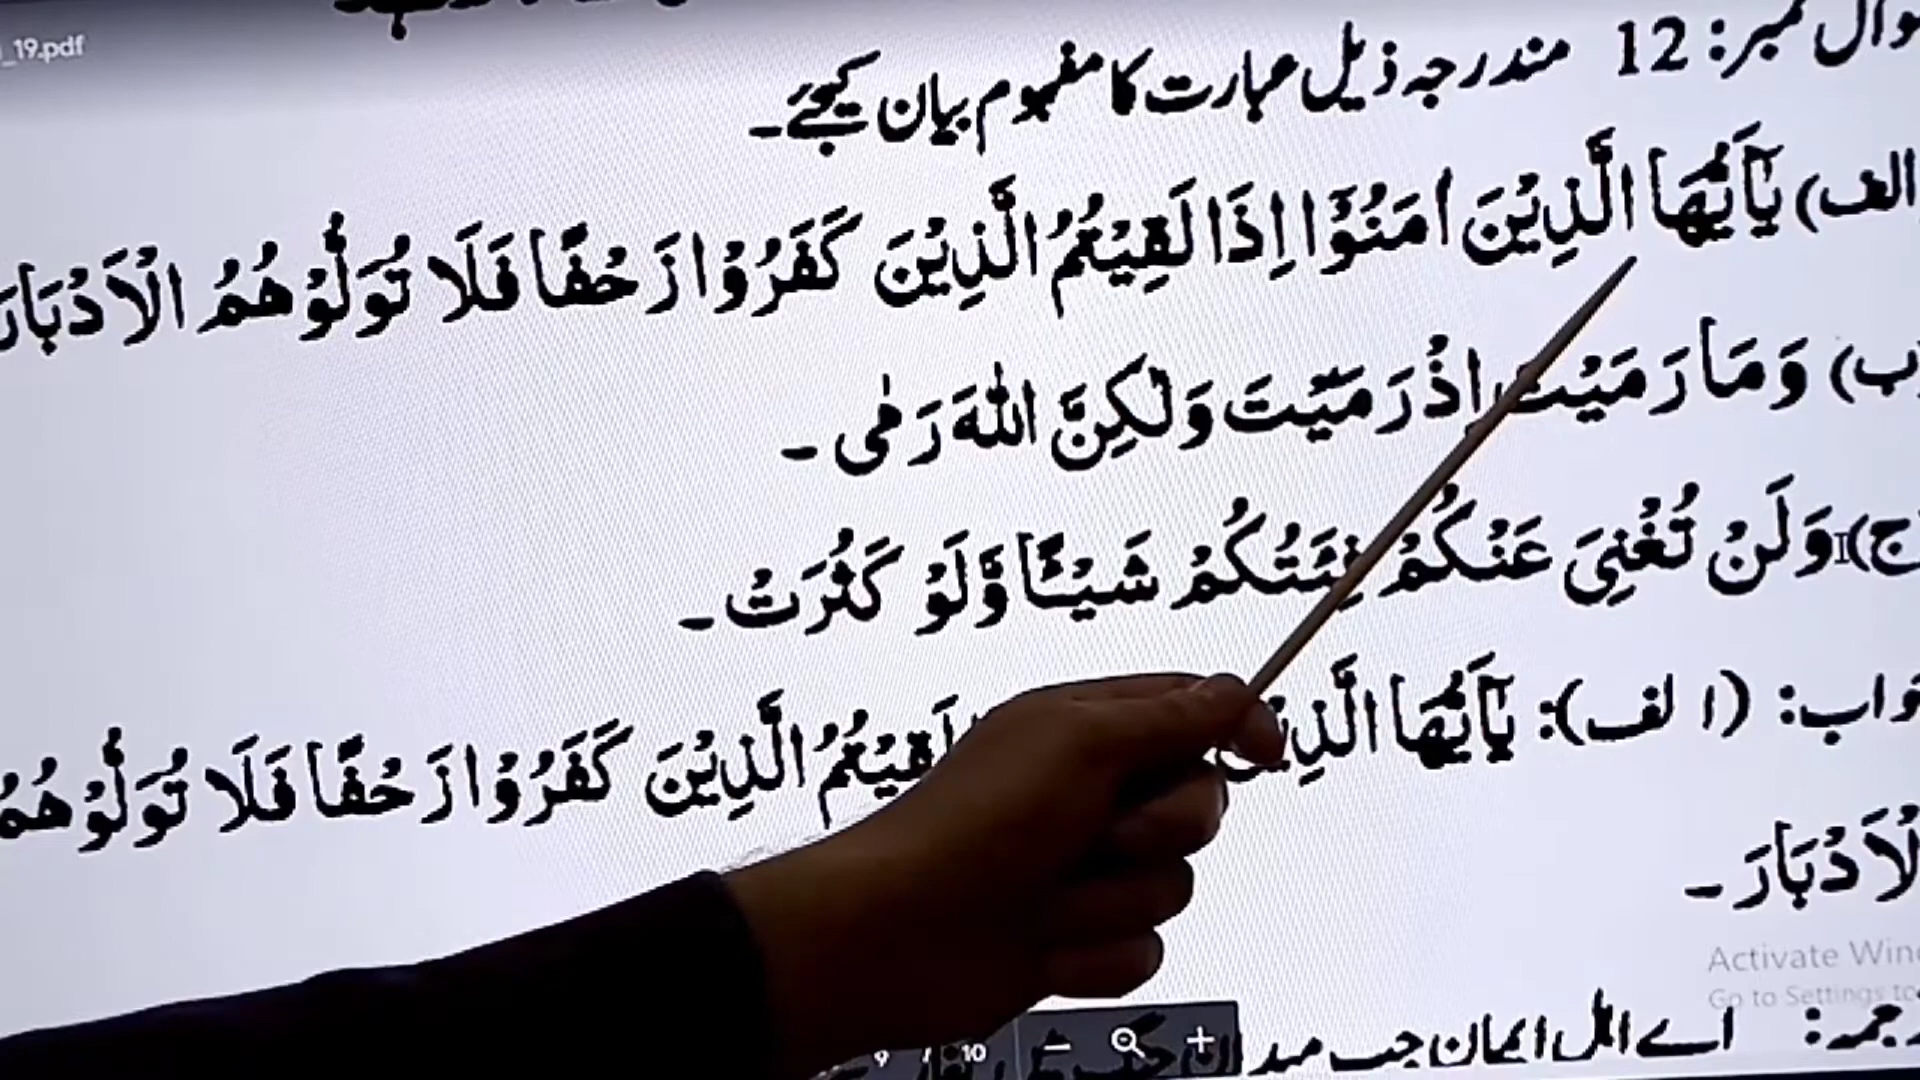 _19.pdf
سوال نمبر: 12 مندرجہ ذیل عبارت کا مفہوم بیان کیجئے۔
الف) يٰٓاَيُّهَا الَّذِيْنَ اٰمَنُوْٓا اِذَا لَقِيْتُمُ الَّذِيْنَ كَفَرُوْا زَحْفًا فَلَا تُوَلُّوْهُمُ الْاَدْبَارَ
ب) وَمَا رَمَيْتَ اِذْ رَمَيْتَ وَلٰكِنَّ اللّٰهَ رَمٰى ۔
ج) وَلَنْ تُغْنِيَ عَنْكُمْ فِئَتُكُمْ شَيْـًٔا وَّلَوْ كَثُرَتْ ۔
جواب: (الف): يٰٓاَيُّهَا الَّذِيْنَ لَقِيْتُمُ الَّذِيْنَ كَفَرُوْا زَحْفًا فَلَا تُوَلُّوْهُمُ
الْاَدْبَارَ ۔
Activate Win
Go to Settings to
ترجمہ: اے اہل ایمان جب میدان
9 / 10